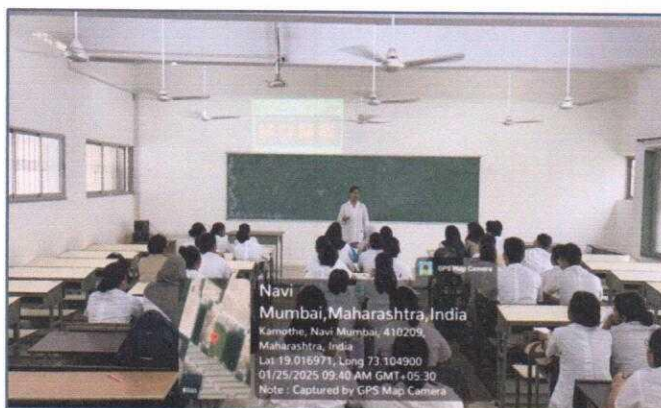 GPS Map Camera
Navi
Mumbai,Maharashtra,India
Kamothe, Navi Mumbai, 410209,
Maharashtra, India
Lat 19.016971, Long 73.104900
01/25/2025 09:40 AM GMT+05:30
Note : Captured by GPS Map Camera